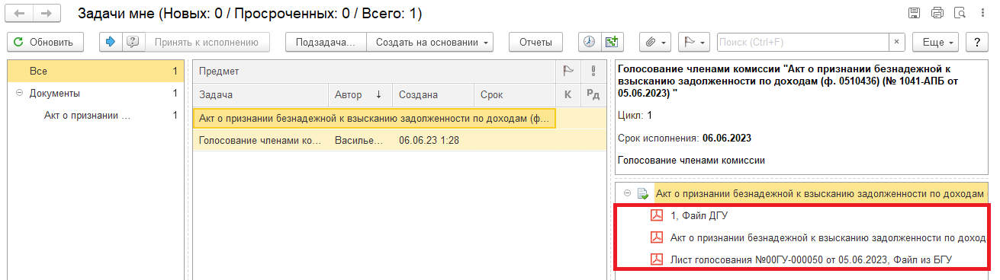 Задачи мне (Новых: 0 / Просроченных: 0 / Всего: 1)
Обновить Принять к исполнению Подзадача... Создать на основании Отчеты Поиск (Ctrl+F) × Еще ?
Все 1
Документы 1
Акт о признании ... 1
Предмет
Задача Автор ↓ Создана Срок К Рд
Акт о признании безнадежной к взысканию задолженности по доходам (ф...
Голосование членами ко... Василье... 06.06.23 1:28
Голосование членами комиссии "Акт о признании безнадежной к
взысканию задолженности по доходам (ф. 0510436) (№ 1041-АПБ от
05.06.2023) "
Цикл: 1
Срок исполнения: 06.06.2023
Голосование членами комиссии
Акт о признании безнадежной к взысканию задолженности по доходам
1, Файл ДГУ
Акт о признании безнадежной к взысканию задолженности по доход
Лист голосования №00ГУ-000050 от 05.06.2023, Файл из БГУ